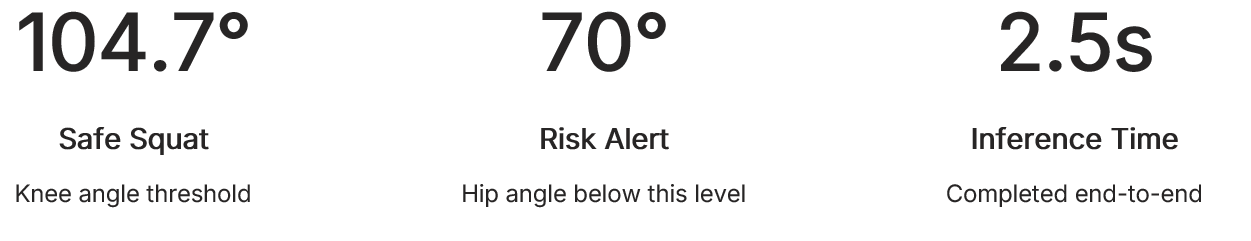 104.7° 70° 2.5s
Safe Squat Risk Alert Inference Time
Knee angle threshold Hip angle below this level Completed end-to-end